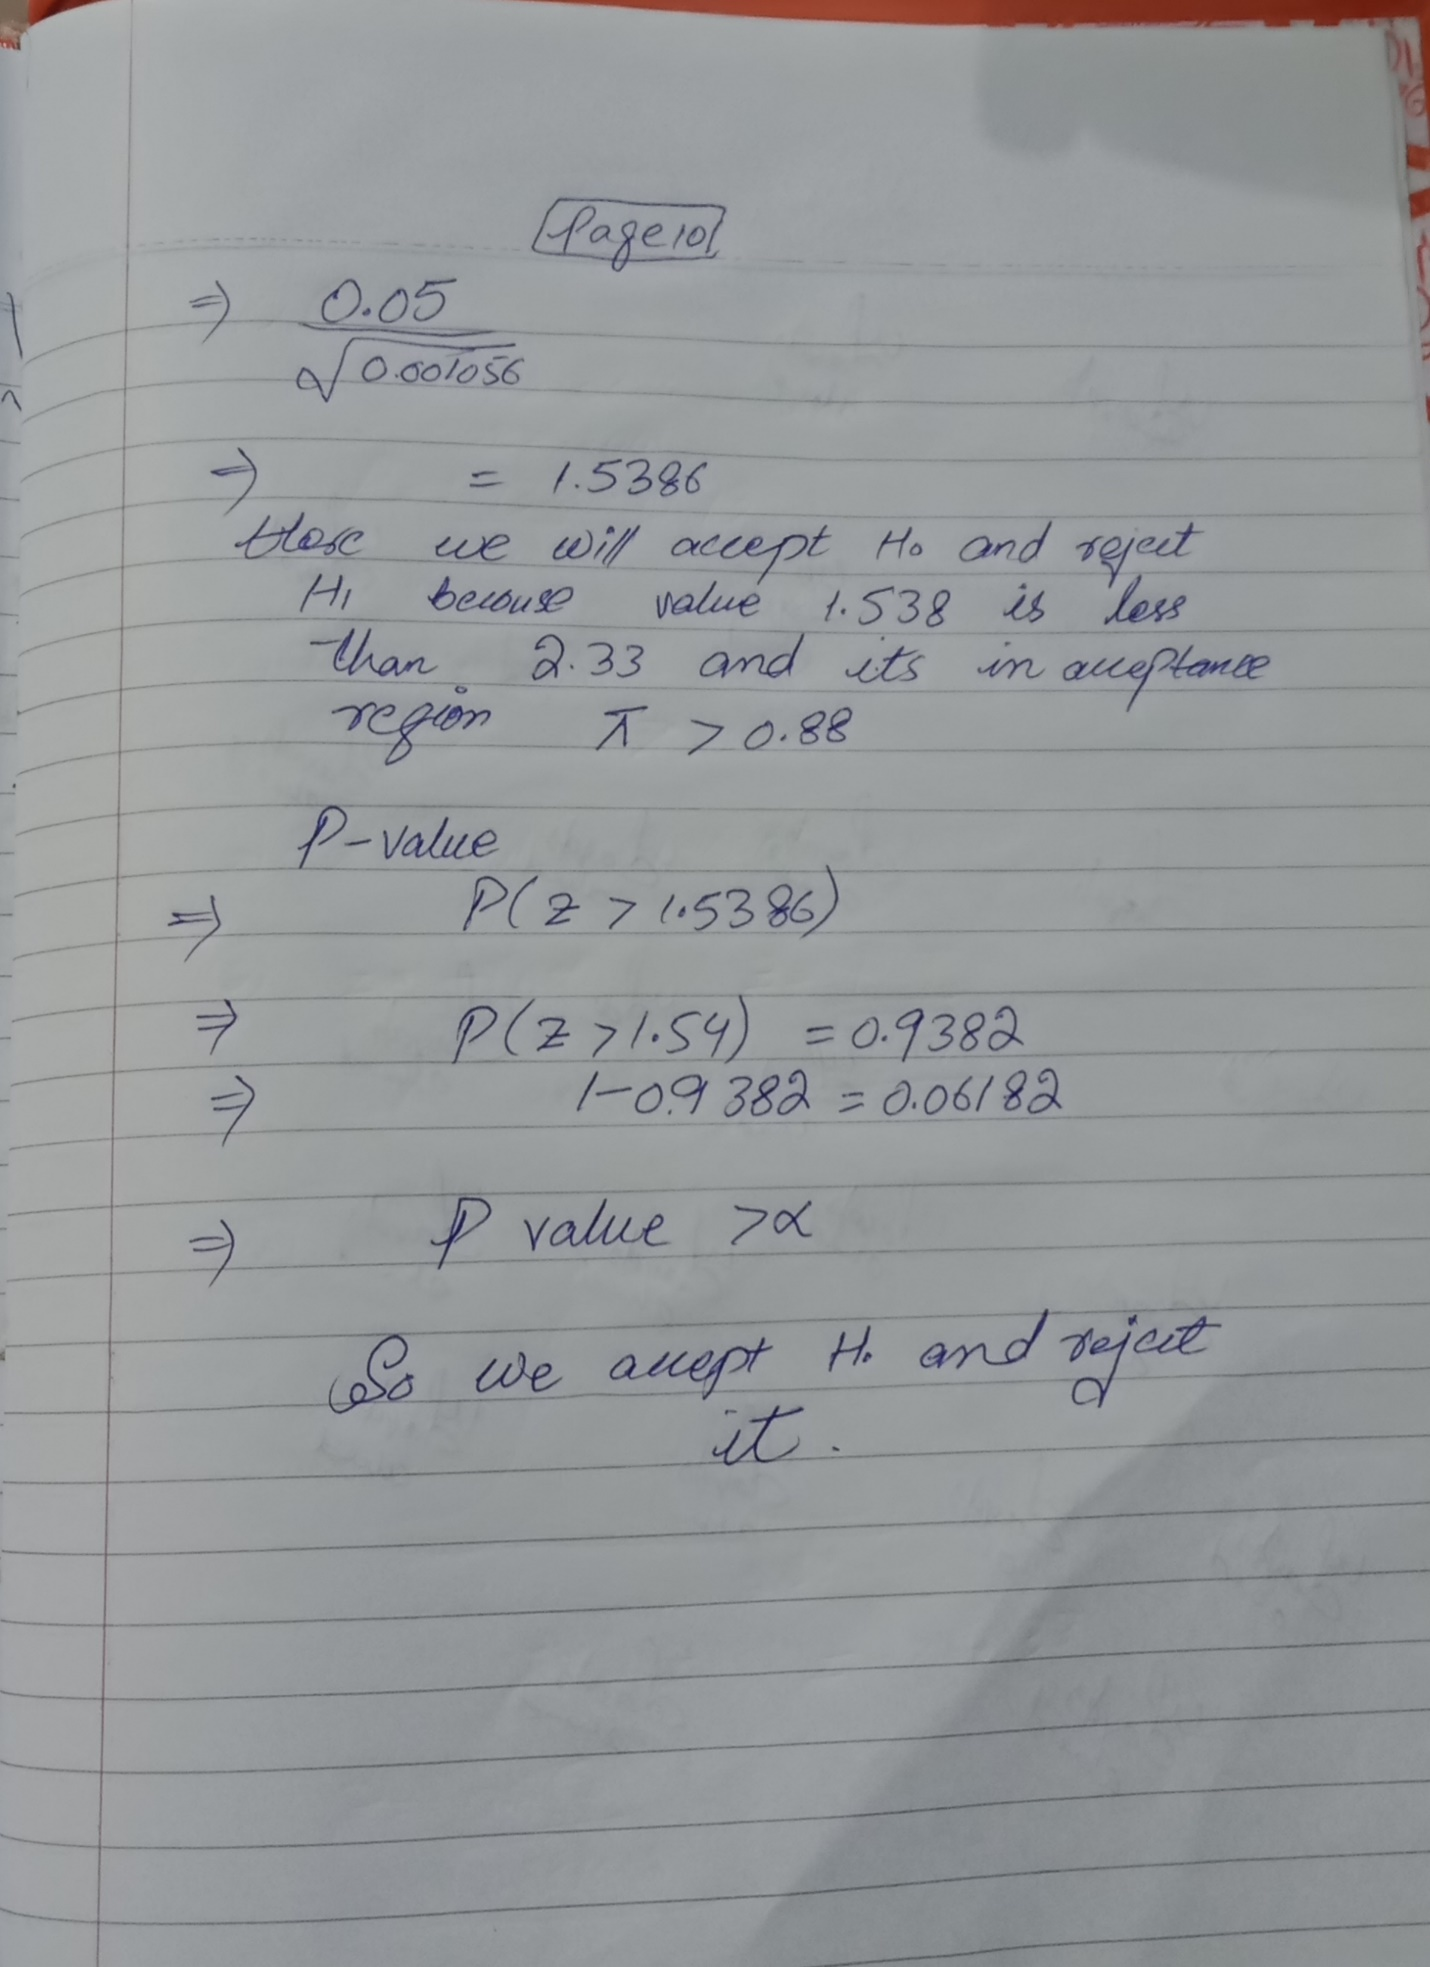 Page 10
⇒ 0.05
√0.001056
⇒ = 1.5386
Here we will accept H₀ and reject
H₁ becouse value 1.538 is less
than 2.33 and its in acceptance
region π > 0.88
P-value
⇒ P(z > 1.5386)
⇒ P(z > 1.54) = 0.9382
⇒ 1-0.9382 = 0.06182
⇒ P value > α
So we accept H₀ and reject
it.